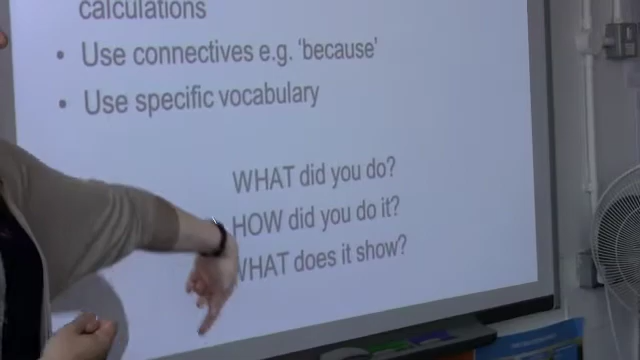 calculations
• Use connectives e.g. 'because'
• Use specific vocabulary
WHAT did you do?
HOW did you do it?
WHAT does it show?